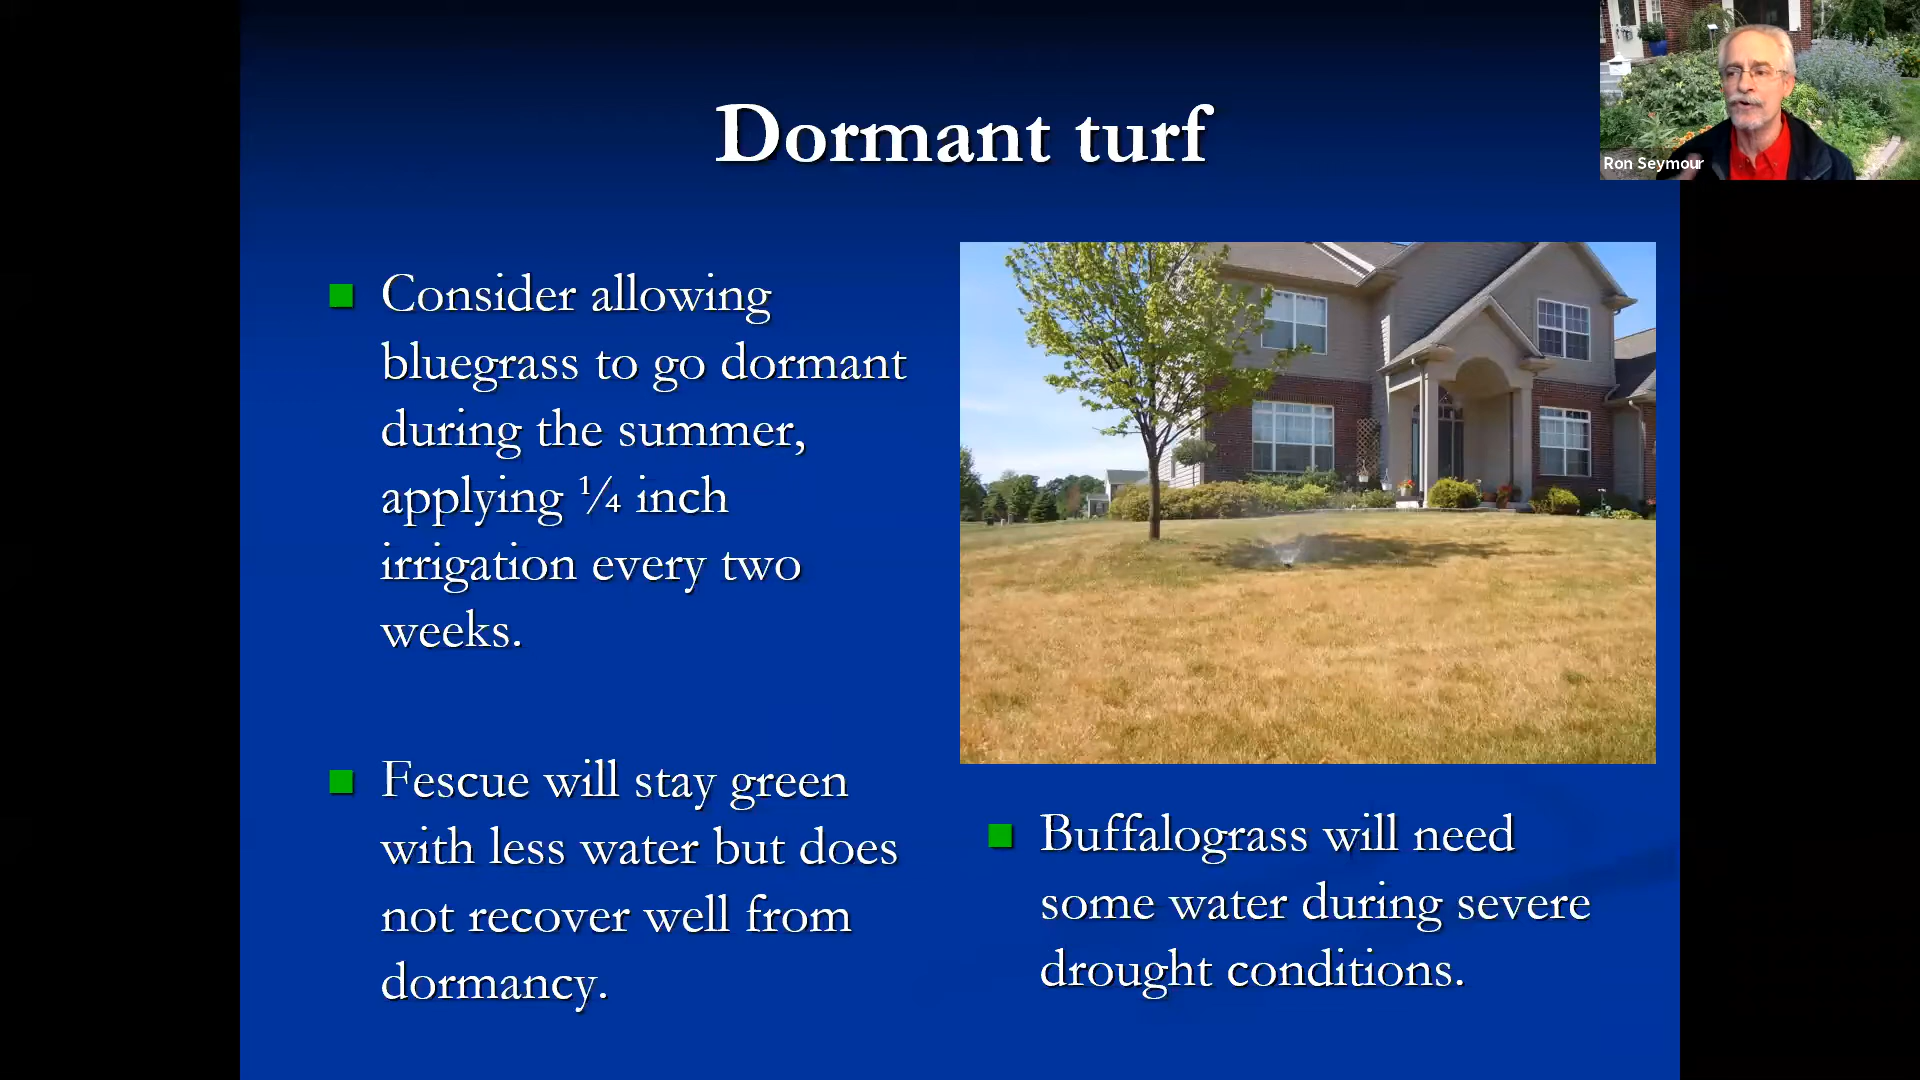 Dormant turf
Ron Seymour
Consider allowing
bluegrass to go dormant
during the summer,
applying ¼ inch
irrigation every two
weeks.
Fescue will stay green
with less water but does
not recover well from
dormancy.
Buffalograss will need
some water during severe
drought conditions.